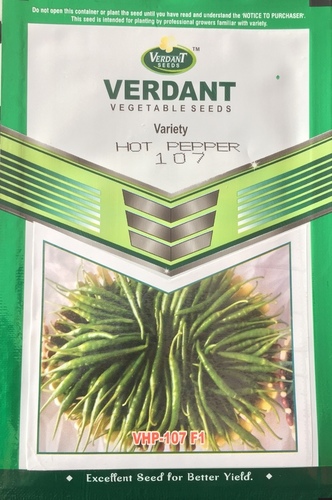 Do not open this container or plant the seed until you have read and understand the 'NOTICE TO PURCHASER'.
This seed is intended for planting by professional growers familiar with variety.
VERDANT
SEEDS
TM
VERDANT
VEGETABLE SEEDS
Variety
HOT PEPPER
107
VHP-107 F1
Excellent Seed for Better Yield.